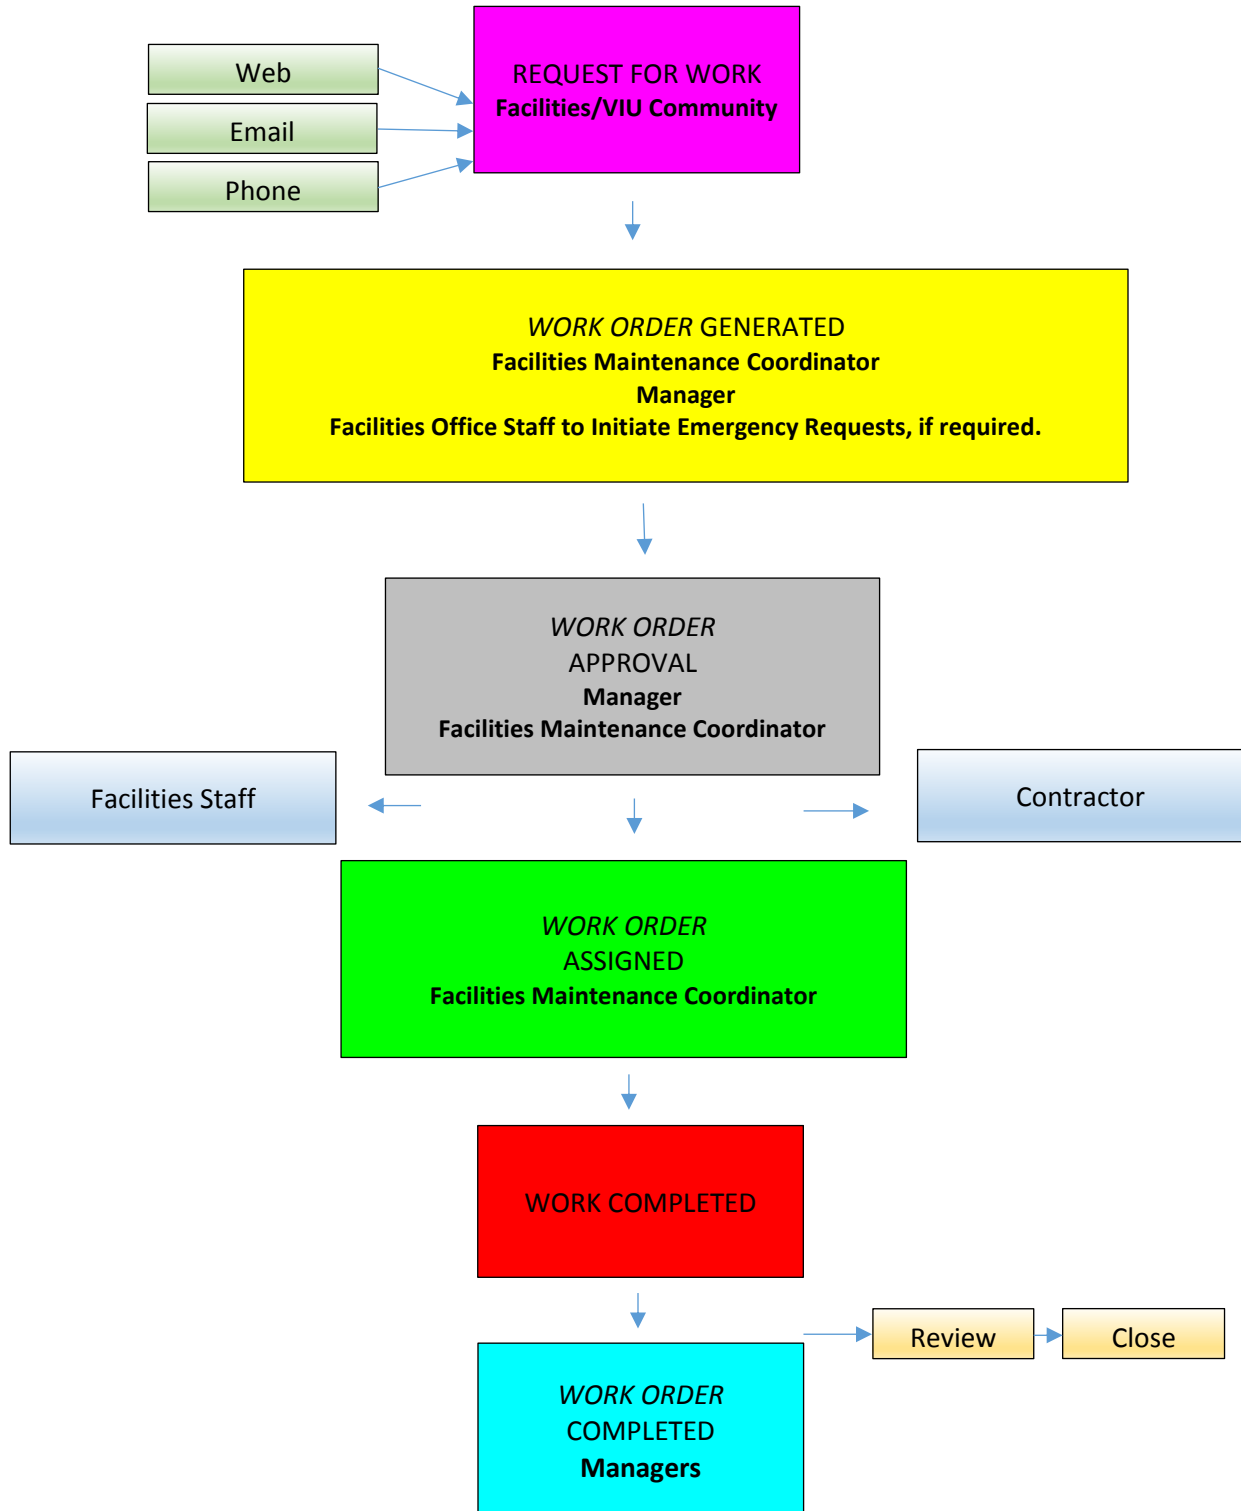 Web
Email
Phone
REQUEST FOR WORK
Facilities/VIU Community
WORK ORDER GENERATED
Facilities Maintenance Coordinator
Manager
Facilities Office Staff to Initiate Emergency Requests, if required.
WORK ORDER
APPROVAL
Manager
Facilities Maintenance Coordinator
Facilities Staff
Contractor
WORK ORDER
ASSIGNED
Facilities Maintenance Coordinator
WORK COMPLETED
Review
Close
WORK ORDER
COMPLETED
Managers